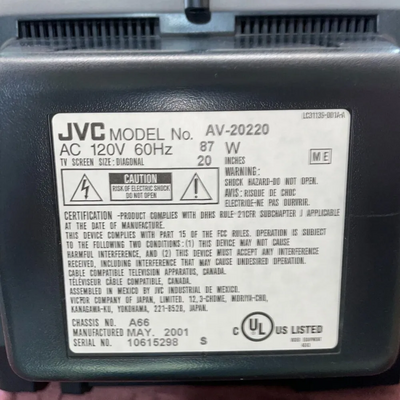 LC31135-001A-A
JVC MODEL No. AV-20220
AC 120V 60Hz 87 W
TV SCREEN SIZE: DIAGONAL 20 INCHES
ME
CAUTION
RISK OF ELECTRIC SHOCK
DO NOT OPEN
WARNING:
SHOCK HAZARD-DO NOT OPEN.
AVIS: RISQUE DE CHOC
ELECTRIQUE-NE PAS OUVRIR.
CERTIFICATION -PRODUCT COMPLIES WITH DHHS RULE-21CFR SUBCHAPTER J APPLICABLE
AT THE DATE OF MANUFACTURE.
THIS DEVICE COMPLIES WITH PART 15 OF THE FCC RULES. OPERATION IS SUBJECT
TO THE FOLLOWING TWO CONDITIONS:(1) THIS DEVICE MAY NOT CAUSE
HARMFUL INTERFERENCE, AND (2) THIS DEVICE MUST ACCEPT ANY INTERFERENCE
RECEIVED, INCLUDING INTERFERENCE THAT MAY CAUSE UNDESIRED OPERATION.
CABLE COMPATIBLE TELEVISION APPARATUS, CANADA.
TÉLÉVISEUR CÂBLE COMPATIBLE, CANADA.
ASSEMBLED IN MEXICO BY JVC INDUSTRIAL DE MEXICO.
VICTOR COMPANY OF JAPAN, LIMITED. 12,3-CHOME, MORIYA-CHO,
KANAGAWA-KU, YOKOHAMA, 221-8528, JAPAN
CHASSIS NO. A66
MANUFACTURED MAY. 2001
SERIAL NO. 10615298 S
C UL US LISTED